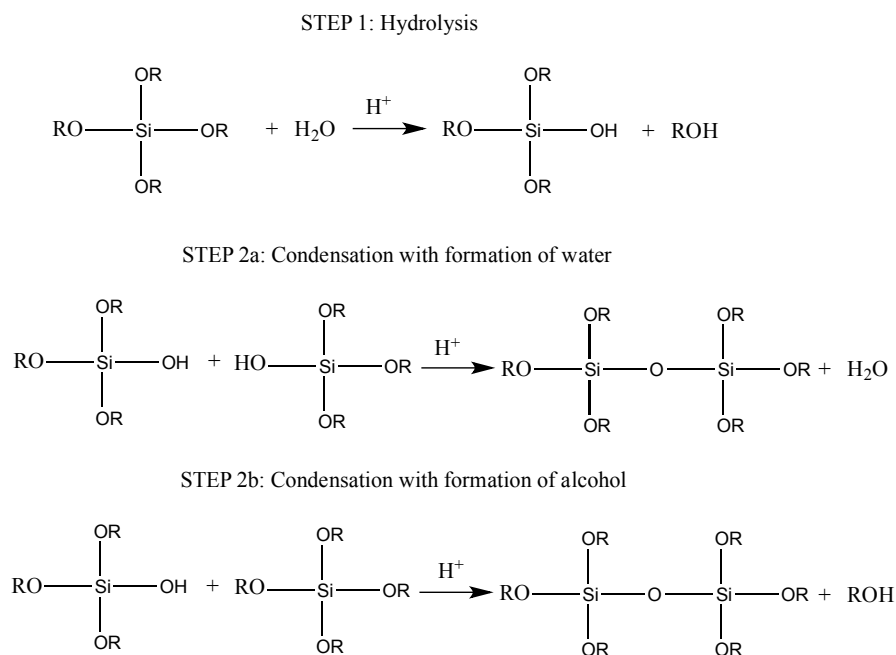 STEP 1: Hydrolysis
OR OR
RO Si OR + H2O H+ RO Si OH + ROH
OR OR
STEP 2a: Condensation with formation of water
OR OR OR OR
RO Si OH + HO Si OR H+ RO Si O Si OR + H2O
OR OR OR OR
STEP 2b: Condensation with formation of alcohol
OR OR OR OR
RO Si OH + RO Si OR H+ RO Si O Si OR + ROH
OR OR OR OR